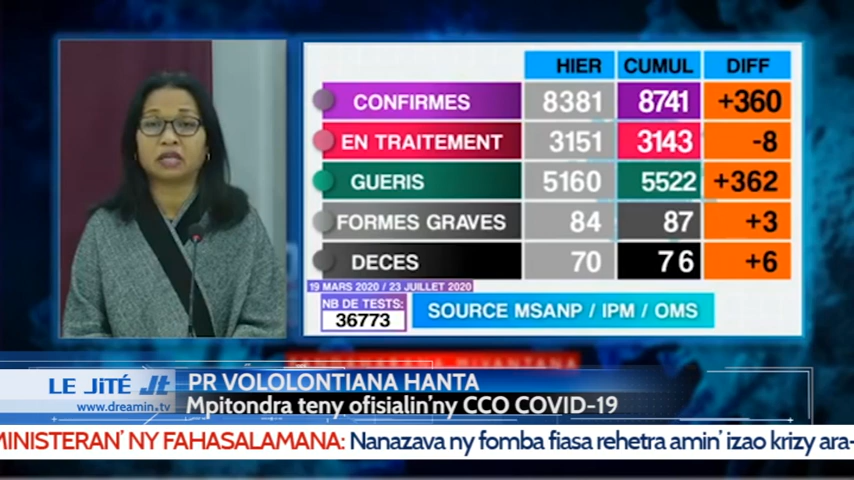 HIER CUMUL DIFF
CONFIRMES 8381 8741 +360
EN TRAITEMENT 3151 3143 -8
GUERIS 5160 5522 +362
FORMES GRAVES 84 87 +3
DECES 70 76 +6
19 MARS 2020 / 23 JUILLET 2020
NB DE TESTS:
36773
SOURCE MSANP / IPM / OMS
LE JiTÉ Jt
www.dreamin.tv
PR VOLOLONTIANA HANTA
Mpitondra teny ofisialin'ny CCO COVID-19
MINISTERAN' NY FAHASALAMANA: Nanazava ny fomba fiasa rehetra amin' izao krizy ara-